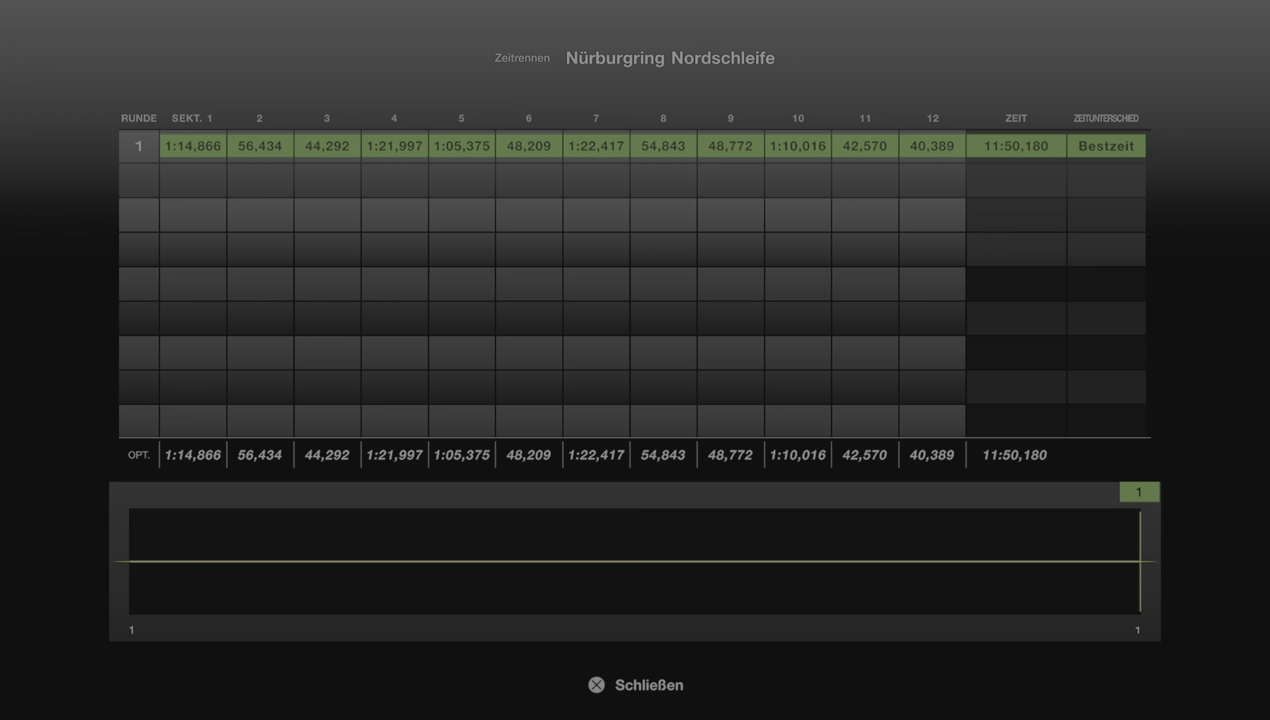 Zeitrennen Nürburgring Nordschleife
RUNDE SEKT. 1 2 3 4 5 6 7 8 9 10 11 12 ZEIT ZEITUNTERSCHIED
1 1:14,866 56,434 44,292 1:21,997 1:05,375 48,209 1:22,417 54,843 48,772 1:10,016 42,570 40,389 11:50,180 Bestzeit
OPT. 1:14,866 56,434 44,292 1:21,997 1:05,375 48,209 1:22,417 54,843 48,772 1:10,016 42,570 40,389 11:50,180
1
1 1
Schließen